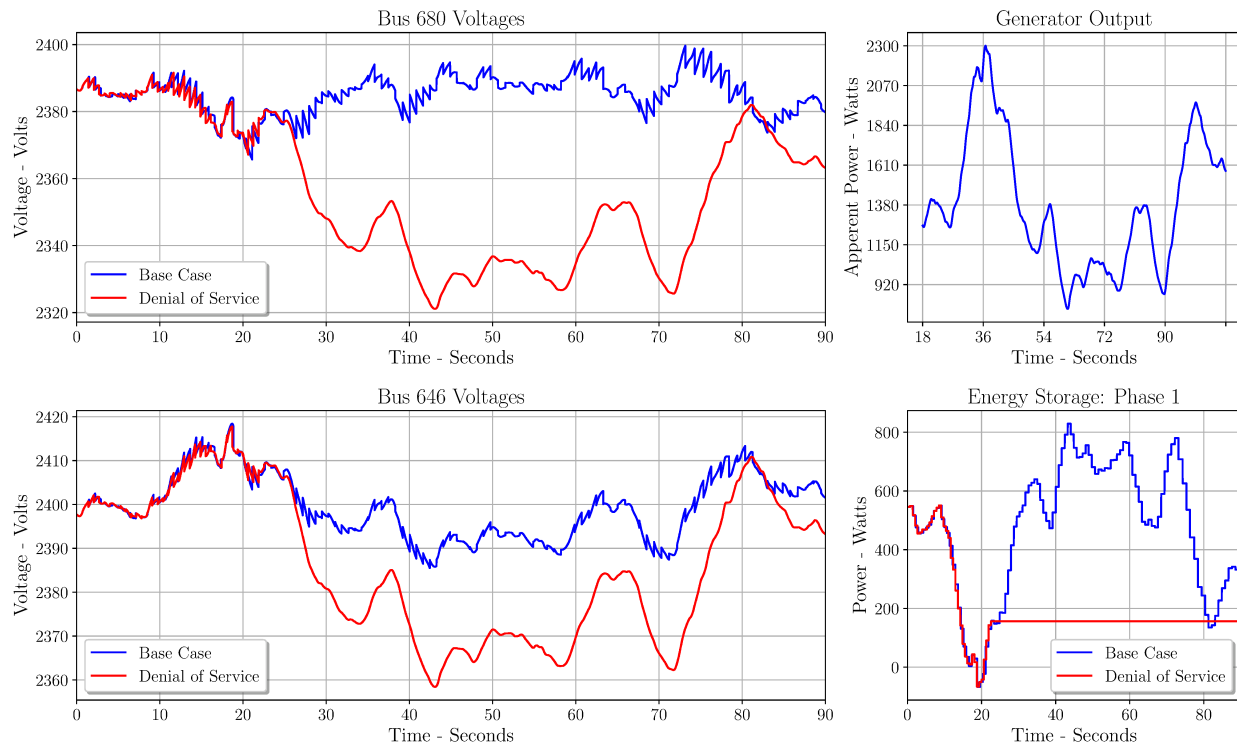 Bus 680 Voltages
Voltage - Volts
2400
2380
2360
2340
2320
Base Case
Denial of Service
0 10 20 30 40 50 60 70 80 90
Time - Seconds
Generator Output
Apperent Power - Watts
2300
2070
1840
1610
1380
1150
920
18 36 54 72 90
Time - Seconds
Bus 646 Voltages
Voltage - Volts
2420
2410
2400
2390
2380
2370
2360
Base Case
Denial of Service
0 10 20 30 40 50 60 70 80 90
Time - Seconds
Energy Storage: Phase 1
Power - Watts
800
600
400
200
0
Base Case
Denial of Service
0 20 40 60 80
Time - Seconds